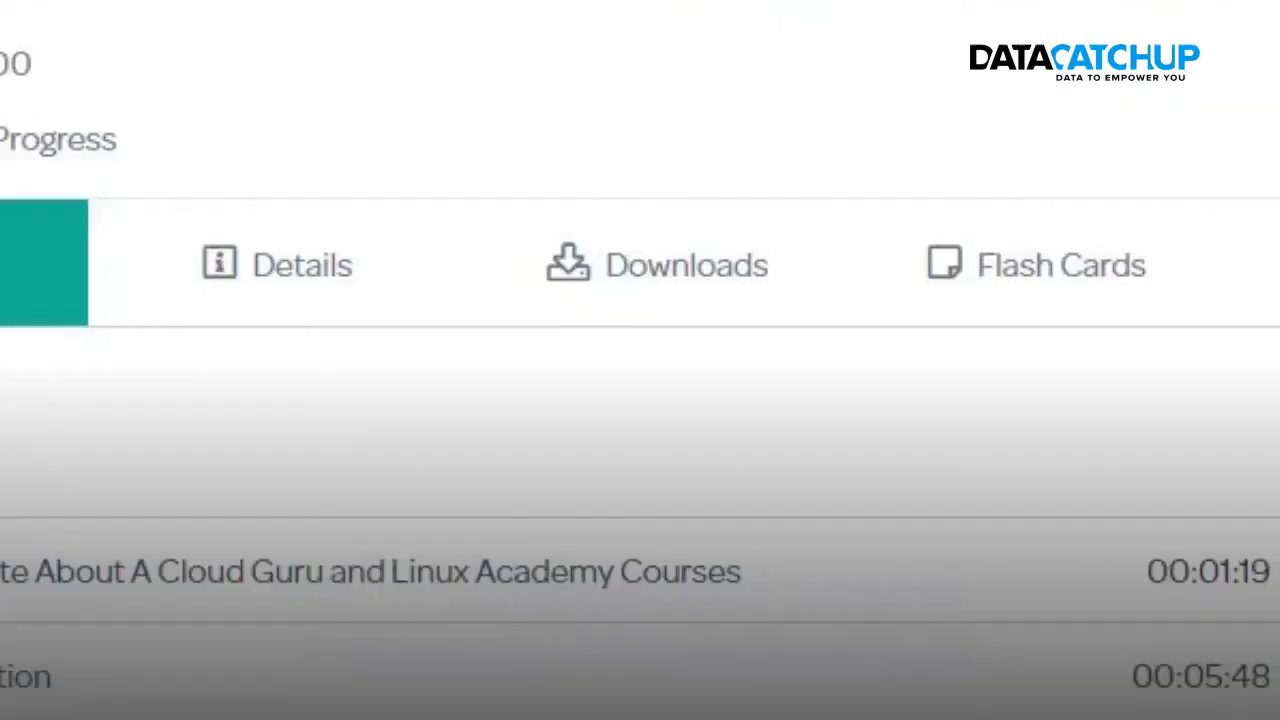 00
DATACATCHUP
DATA TO EMPOWER YOU
Progress
Details
Downloads
Flash Cards
te About A Cloud Guru and Linux Academy Courses
00:01:19
tion
00:05:48